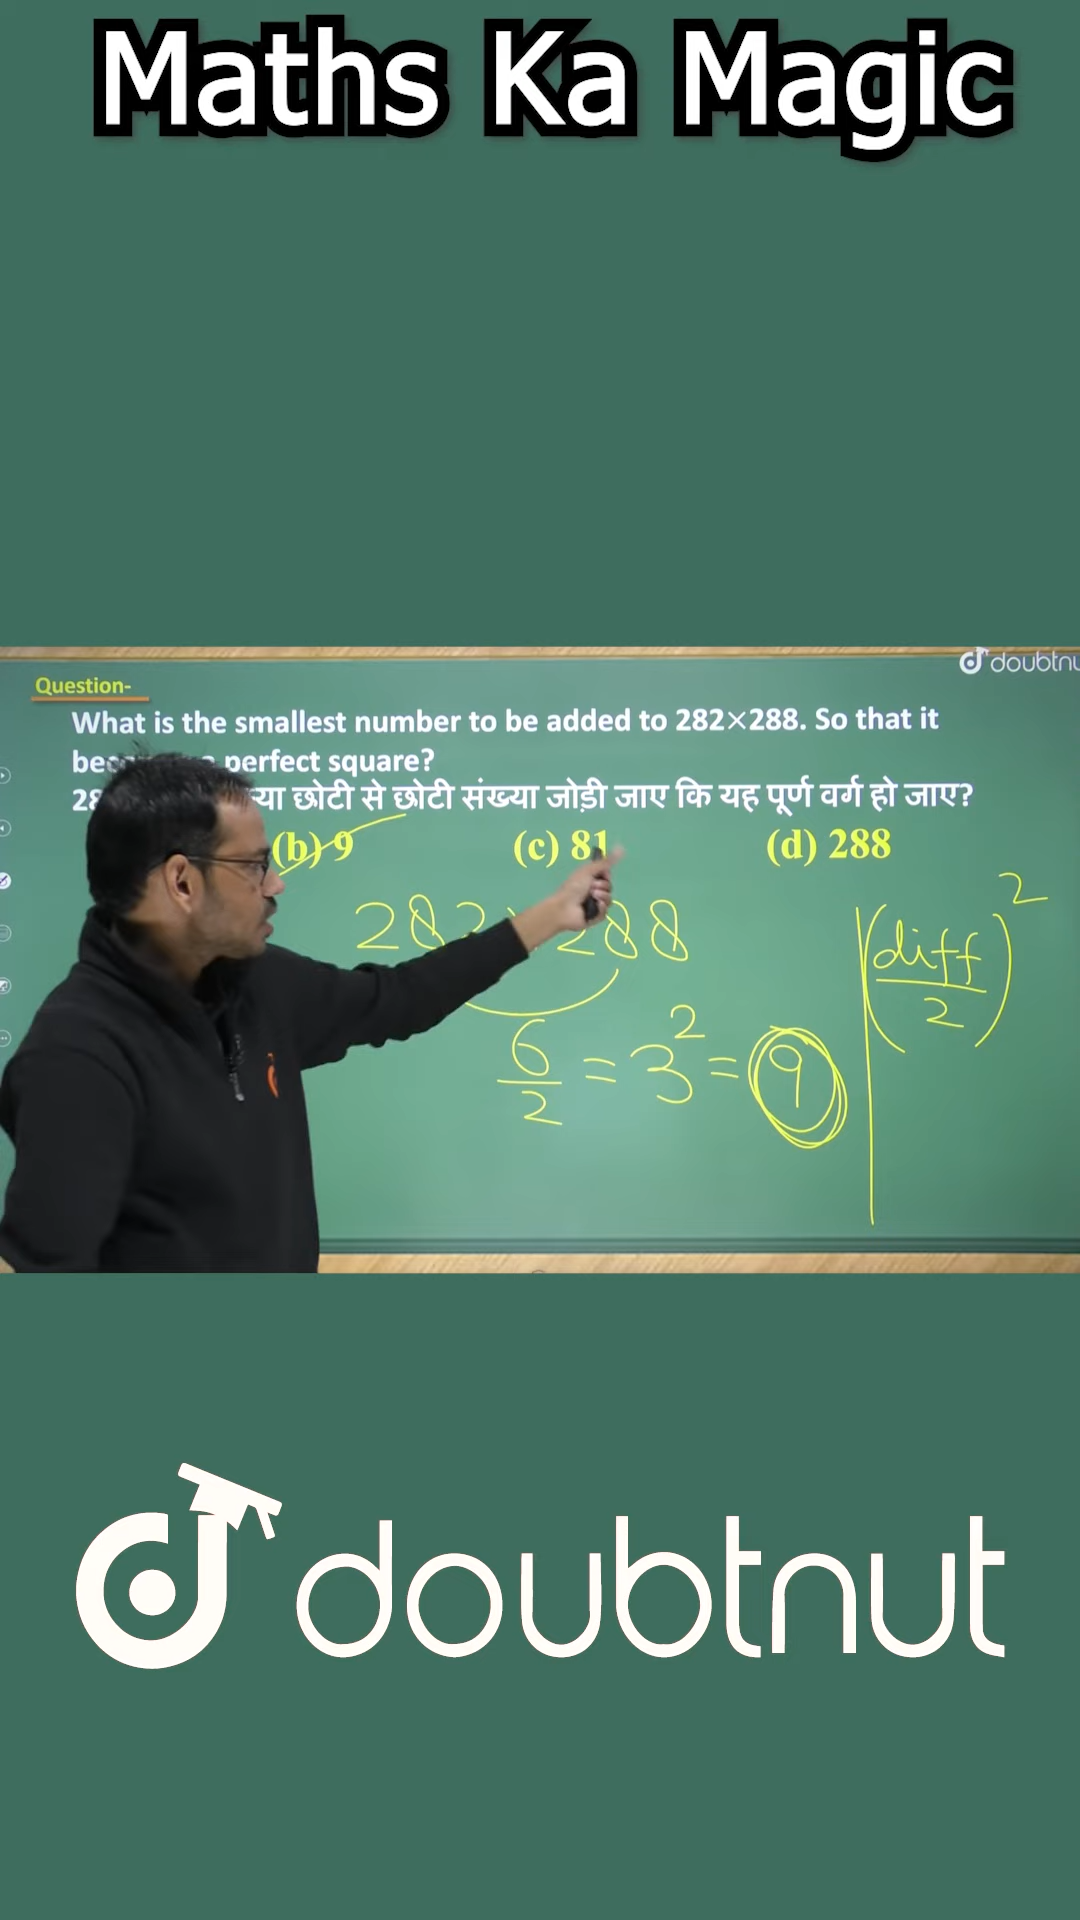 Maths Ka Magic
doubtnu
Question-
What is the smallest number to be added to 282×288. So that it
perfect square?
छोटी से छोटी संख्या जोड़ी जाए कि यह पूर्ण वर्ग हो जाए?
(b) 9 (c) 81 (d) 288
288
(diff/2)²
6/2 = 3² = 9
doubtnut